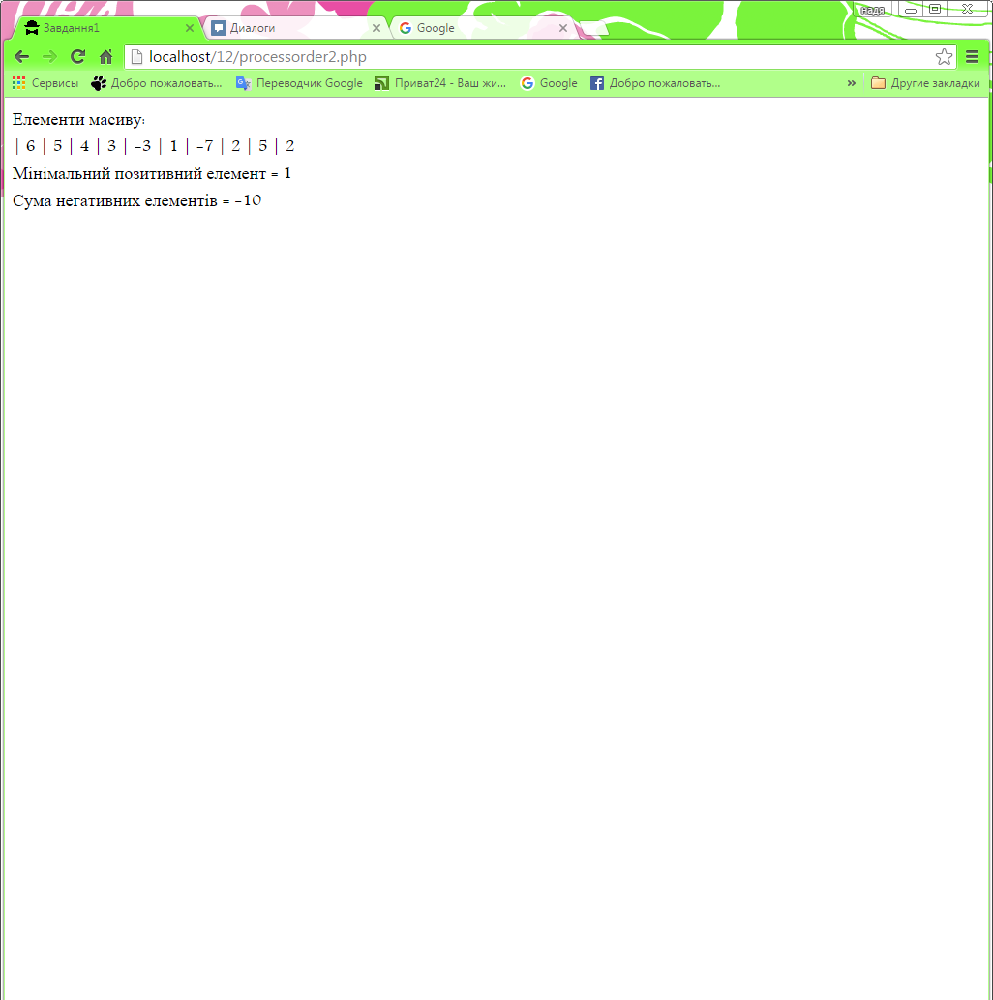 надя
Завдання1
Диалоги
Google
localhost/12/processorder2.php
Сервисы
Добро пожаловать...
Переводчик Google
Приват24 - Ваш жи...
Google
Добро пожаловать...
»
Другие закладки
Елементи масиву:
| 6 | 5 | 4 | 3 | -3 | 1 | -7 | 2 | 5 | 2
Мінімальний позитивний елемент = 1
Сума негативних елементів = -10